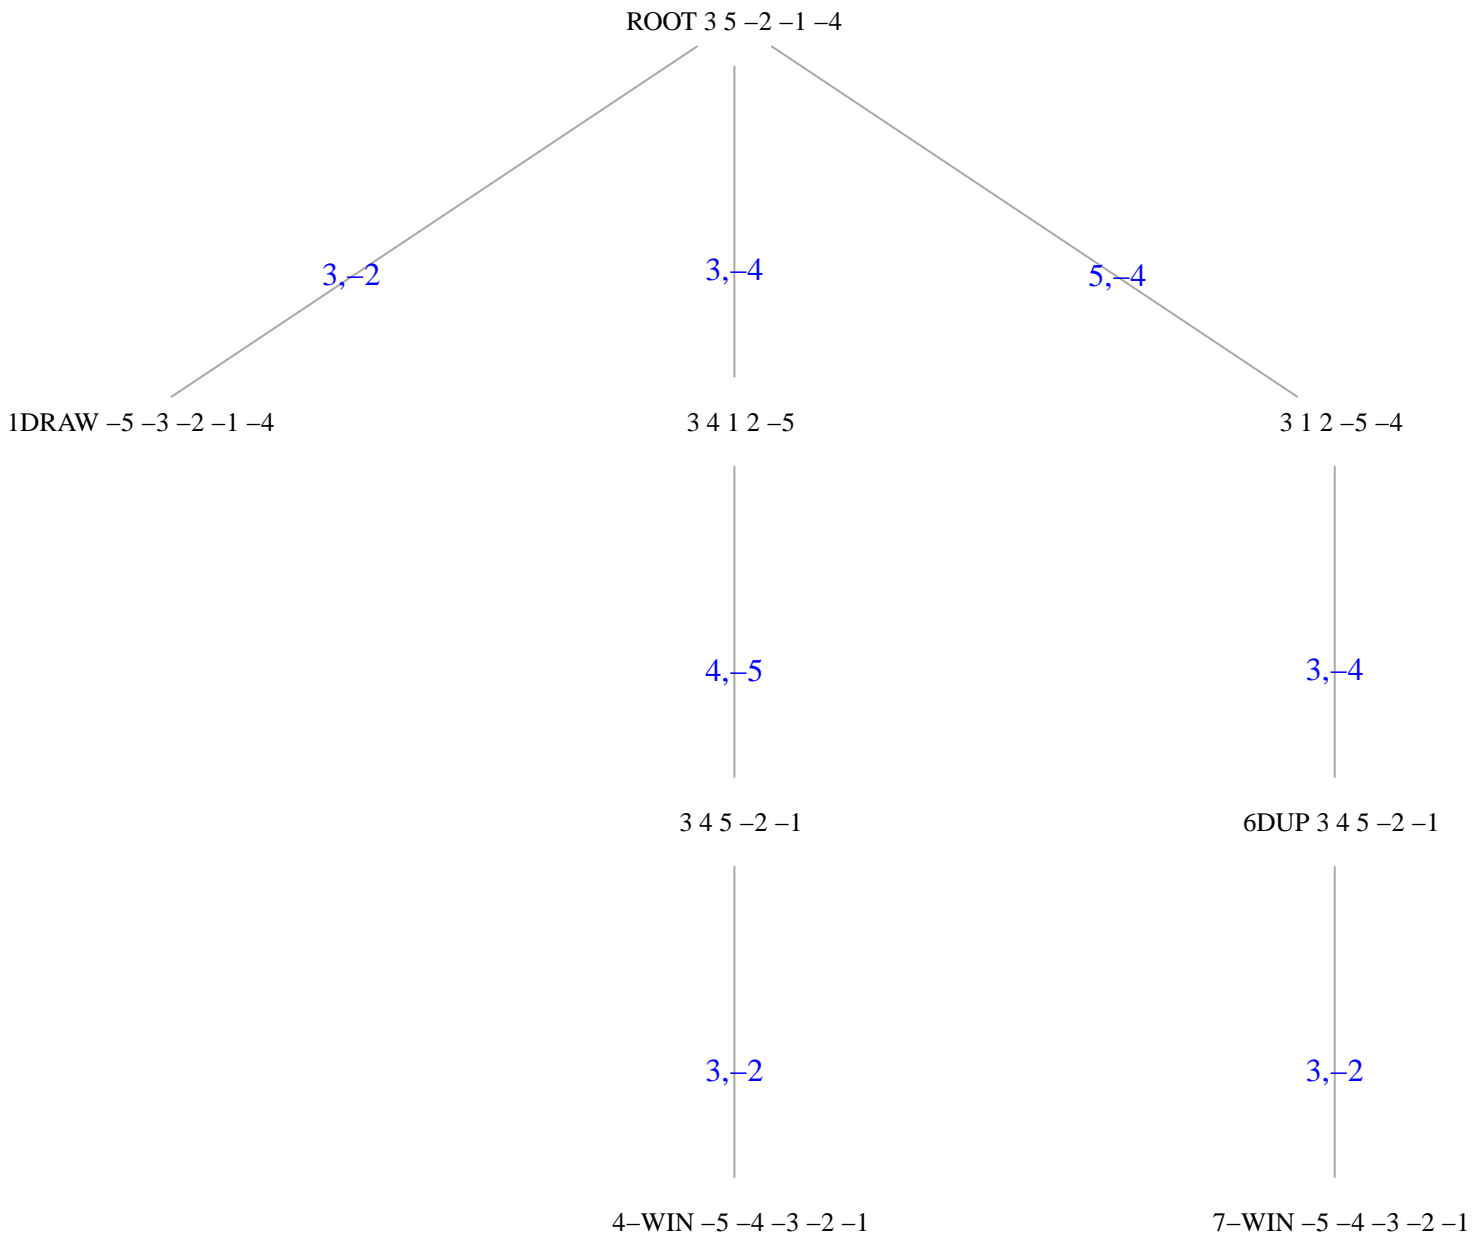 ROOT 3 5 −2 −1 −4
3,−2
3,−4
5,−4
1DRAW −5 −3 −2 −1 −4
3 4 1 2 −5
3 1 2 −5 −4
4,−5
3,−4
3 4 5 −2 −1
6DUP 3 4 5 −2 −1
3,−2
3,−2
4−WIN −5 −4 −3 −2 −1
7−WIN −5 −4 −3 −2 −1